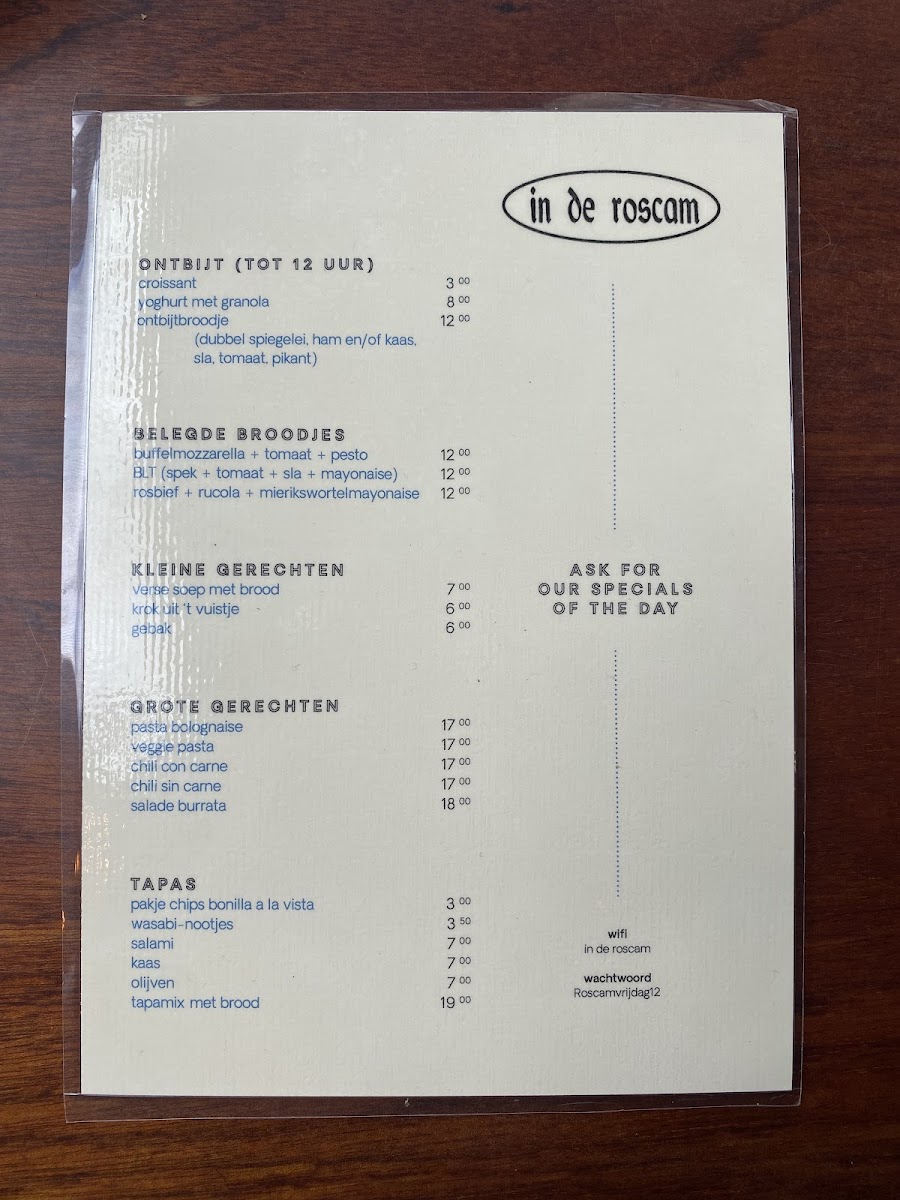 in de roscam
ONTBIJT (TOT 12 UUR)
croissant 3 00
yoghurt met granola 8 00
ontbijtbroodje 12 00
(dubbel spiegelei, ham en/of kaas,
sla, tomaat, pikant)
BELEGDE BROODJES
buffelmozzarella + tomaat + pesto 12 00
BLT (spek + tomaat + sla + mayonaise) 12 00
rosbief + rucola + mierikswortelmayonaise 12 00
KLEINE GERECHTEN
verse soep met brood 7 00
krok uit 't vuistje 6 00
gebak 6 00
GROTE GERECHTEN
pasta bolognaise 17 00
veggie pasta 17 00
chili con carne 17 00
chili sin carne 17 00
salade burrata 18 00
TAPAS
pakje chips bonilla a la vista 3 00
wasabi-nootjes 3 50
salami 7 00
kaas 7 00
olijven 7 00
tapamix met brood 19 00
ASK FOR
OUR SPECIALS
OF THE DAY
wifi
in de roscam
wachtwoord
Roscamvrijdag12